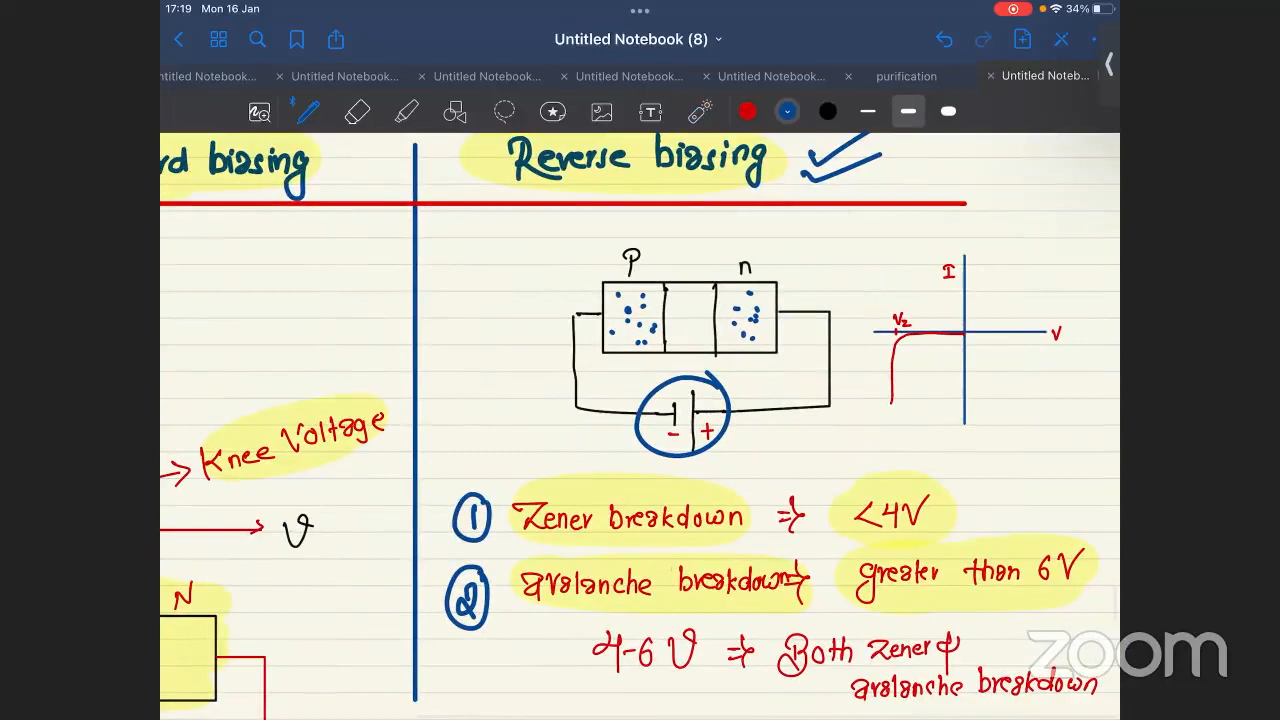 17:19 Mon 16 Jan
34%
Untitled Notebook (8)
ntitled Notebook...
Untitled Notebook...
Untitled Notebook...
Untitled Notebook...
Untitled Notebook...
purification
Untitled Noteb...
rd biasing
Reverse biasing
P n
I
Vz
V
- +
Knee Voltage
V
① Zener breakdown ⇒ <4V
② avalanche breakdown ⇒ greater than 6V
N
4-6 V ⇒ Both zener &
avalanche breakdown
zoom